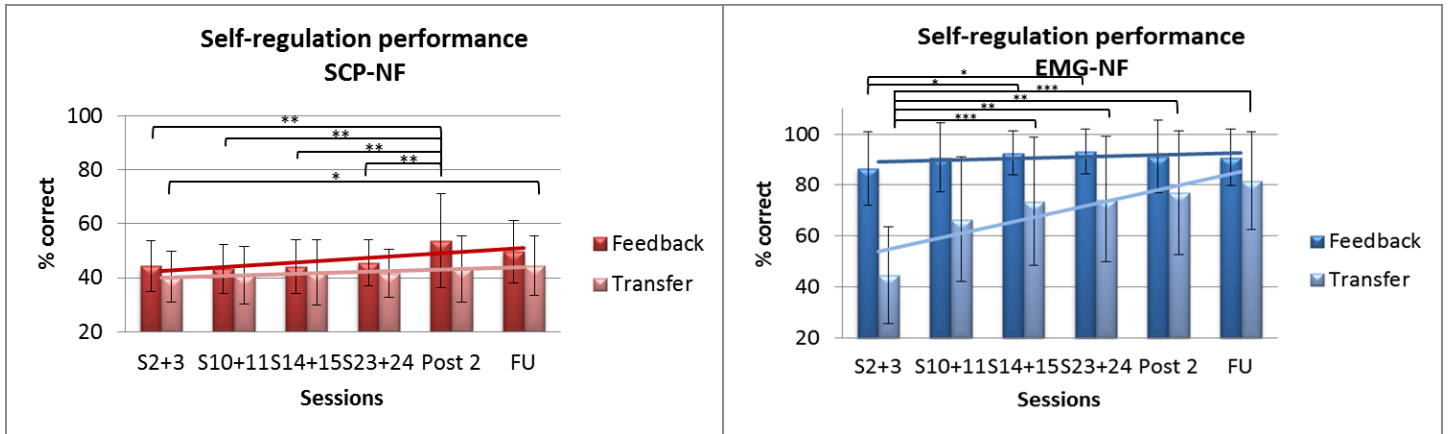 Self-regulation performance
SCP-NF
**
**
**
**
*
100
80
60
40
20
% correct
S2+3 S10+11 S14+15 S23+24 Post 2 FU
Sessions
Feedback
Transfer
Self-regulation performance
EMG-NF
*
*
***
**
**
***
100
80
60
40
20
% correct
S2+3 S10+11 S14+15 S23+24 Post 2 FU
Sessions
Feedback
Transfer